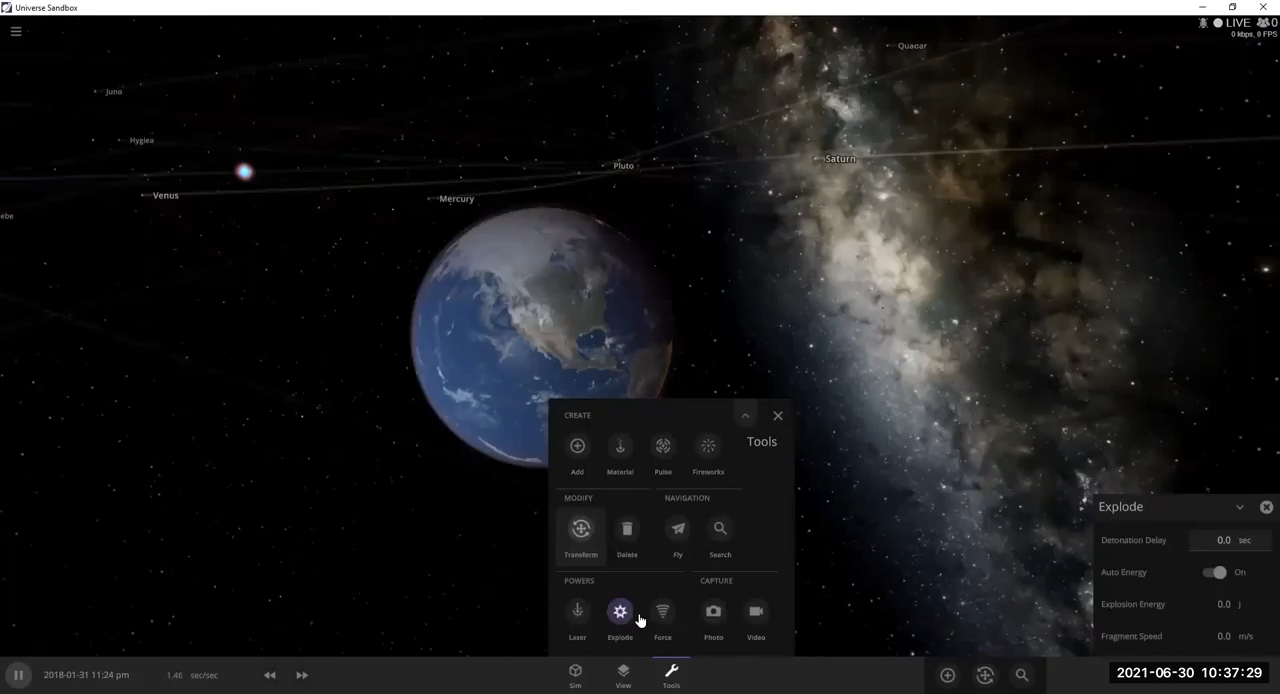 Universe Sandbox
LIVE 0
0 kbps, 0 FPS
Quaoar
Juno
Hygiea
Saturn
Pluto
Venus
Mercury
ebe
CREATE
Tools
Add Material Pulse Fireworks
MODIFY NAVIGATION
Transform Delete Fly Search
POWERS CAPTURE
Laser Explode Force Photo Video
Explode
Detonation Delay 0.0 sec
Auto Energy On
Explosion Energy 0.0 J
Fragment Speed 0.0 m/s
2018-01-31 11:24 pm 1.46 sec/sec
Sim View Tools
2021-06-30 10:37:29